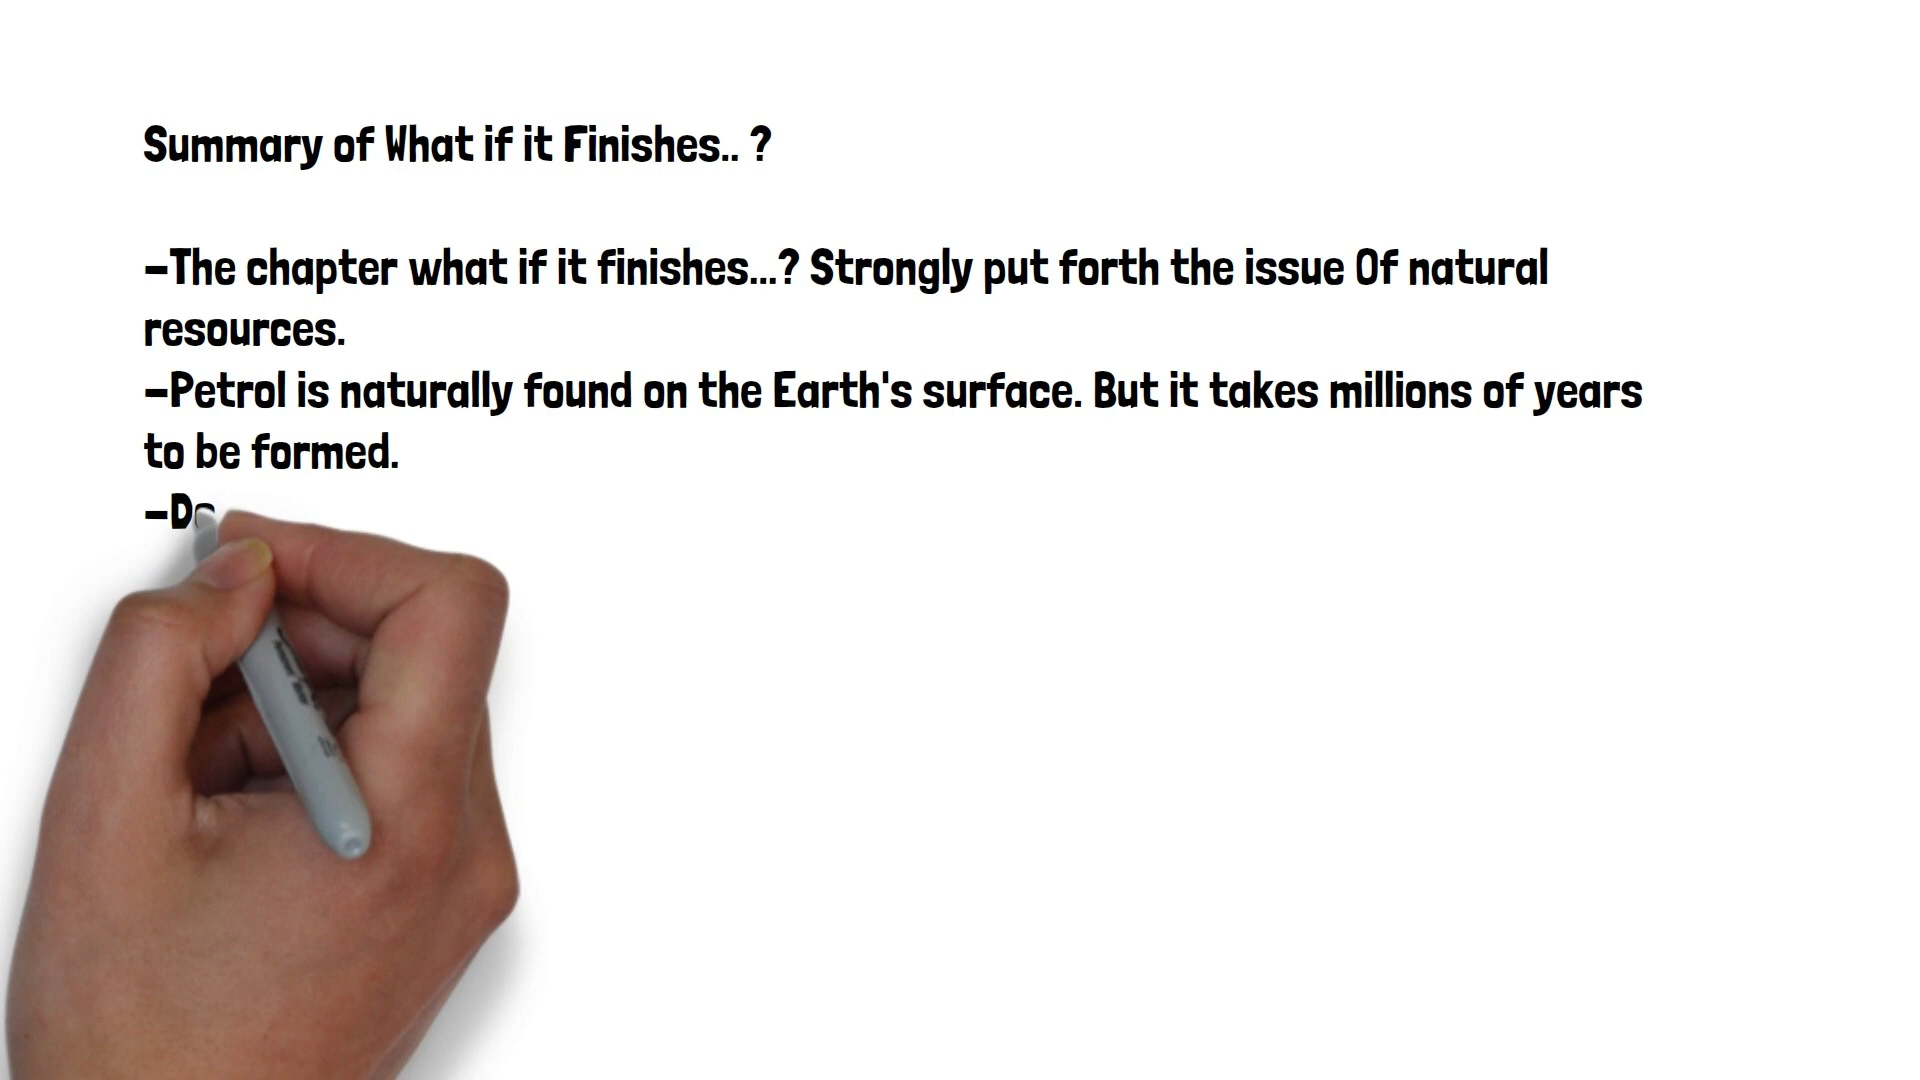 Summary of What if it Finishes.. ?
-The chapter what if it finishes...? Strongly put forth the issue Of natural
resources.
-Petrol is naturally found on the Earth's surface. But it takes millions of years
to be formed.